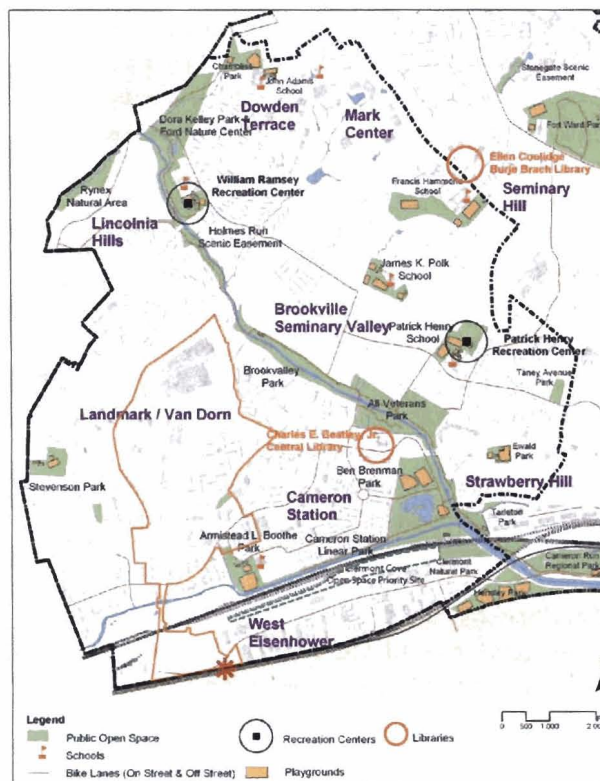 Chambliss
Park
John Adams
School
Dowden
Terrace
Mark
Center
Stonegate Scenic
Easement
Fort Ward Park
Dora Kelley Park &
Ford Nature Center
Ellen Coolidge
Burke Brach Library
William Ramsey
Recreation Center
Francis Hammond
School
Seminary
Hill
Rynex
Natural Area
Lincolnia
Hills
Holmes Run
Scenic Easement
James K. Polk
School
Brookville
Seminary Valley
Patrick Henry
School
Patrick Henry
Recreation Center
Taney Avenue
Park
Brookvalley
Park
All Veterans
Park
Landmark / Van Dorn
Charles E. Beatley, Jr.
Central Library
Ewald
Park
Ben Brenman
Park
Stevenson Park
Strawberry Hill
Cameron
Station
Tarleton
Park
Armistead L. Boothe
Park
Cameron Station
Linear Park
Clermont Cove
Open Space Priority Site
Clermont
Natural Park
Cameron Run
Regional Park
Hensley Park
West
Eisenhower
Legend
Public Open Space
Schools
Bike Lanes (On Street & Off Street)
Recreation Centers
Playgrounds
Libraries
0 500 1,000